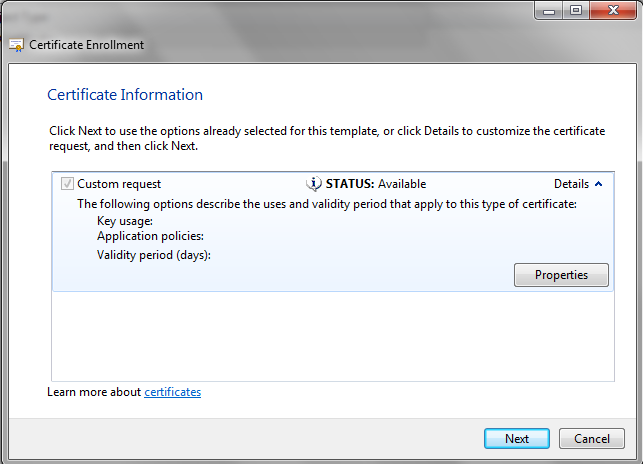 Certificate Enrollment
Certificate Information
Click Next to use the options already selected for this template, or click Details to customize the certificate
request, and then click Next.
Custom request STATUS: Available Details
The following options describe the uses and validity period that apply to this type of certificate:
Key usage:
Application policies:
Validity period (days):
Properties
Learn more about certificates
Next Cancel